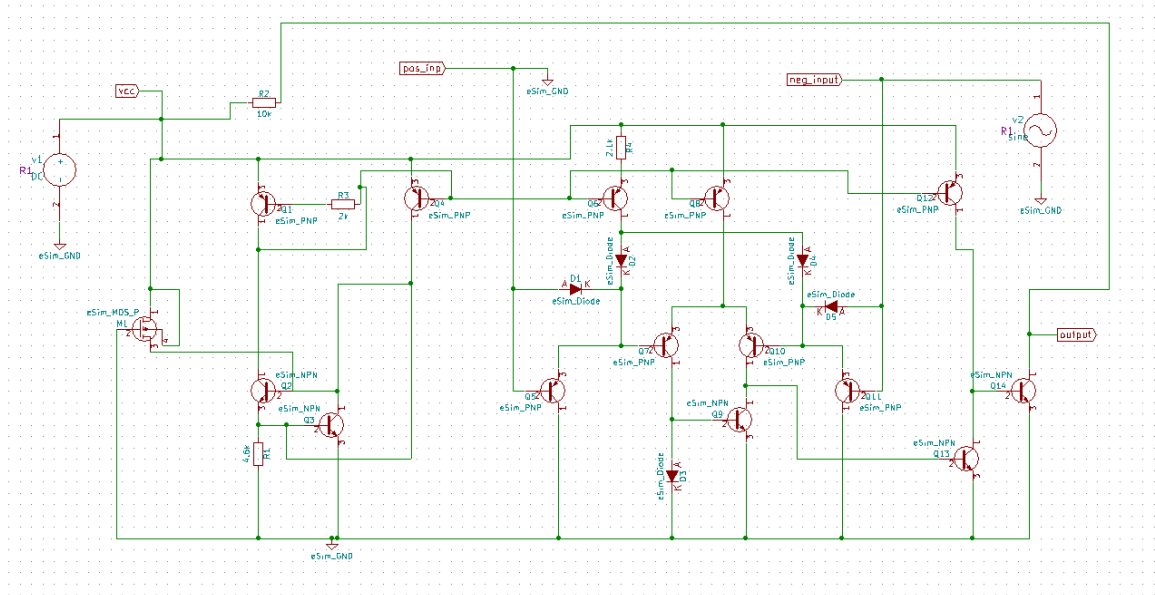 vcc
R2
10k
pos_inp
eSim_GND
neg_input
v1
R1
DC
2.1k
R4
v2
R1
sine
Q1
eSim_PNP
R3
2k
Q4
eSim_PNP
Q6
eSim_PNP
Q8
eSim_PNP
Q12
eSim_PNP
eSim_GND
eSim_GND
eSim_Diode
D2
eSim_Diode
D4
D1
eSim_Diode
eSim_Diode
D5
eSim_MOS_P
M1
output
Q7
eSim_PNP
Q10
eSim_PNP
eSim_NPN
Q2
eSim_NPN
Q3
Q5
eSim_PNP
eSim_NPN
Q9
Q11
eSim_PNP
eSim_NPN
Q14
4.6k
R1
eSim_Diode
D3
eSim_NPN
Q13
eSim_GND